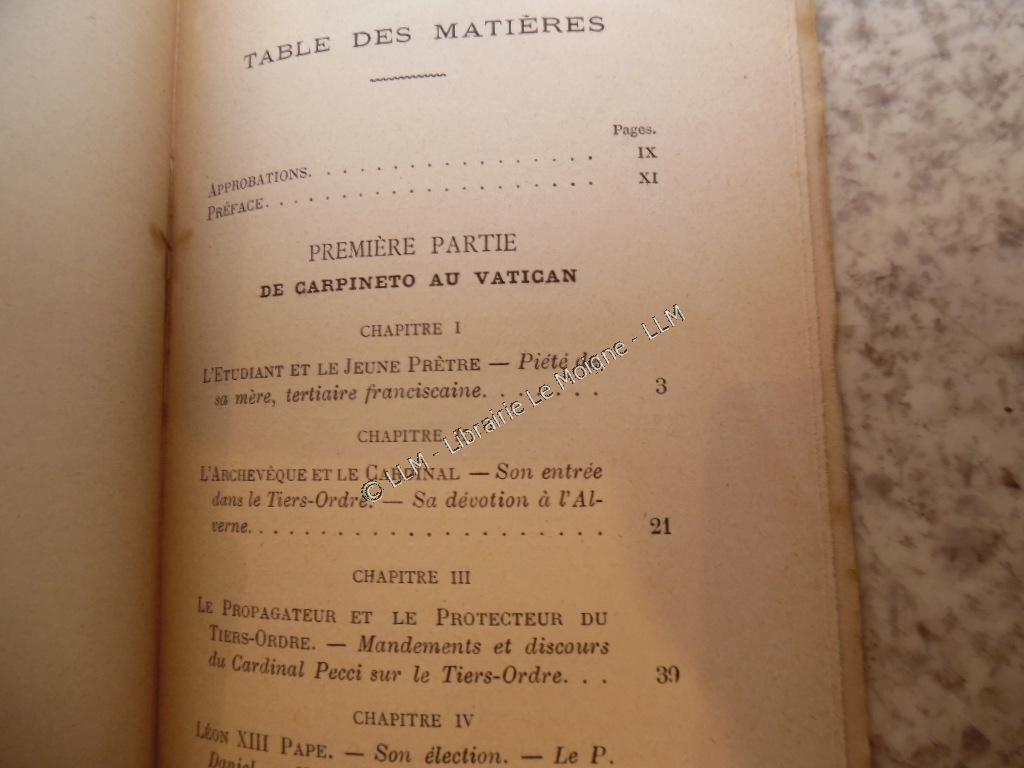 TABLE DES MATIÈRES
Pages.
APPROBATIONS. . . . . . . . . . . . . . . . IX
PRÉFACE. . . . . . . . . . . . . . . . . . XI
PREMIÈRE PARTIE
DE CARPINETO AU VATICAN
CHAPITRE I
L'ETUDIANT ET LE JEUNE PRÊTRE — Piété de
sa mère, tertiaire franciscaine. . . . . . . 3
CHAPITRE
L'ARCHEVÊQUE ET LE CARDINAL — Son entrée
dans le Tiers-Ordre. — Sa dévotion à l'Al-
verne. . . . . . . . . . . . . . . . . . . . 21
CHAPITRE III
LE PROPAGATEUR ET LE PROTECTEUR DU
TIERS-ORDRE. — Mandements et discours
du Cardinal Pecci sur le Tiers-Ordre. . . 39
CHAPITRE IV
LÉON XIII PAPE. — Son élection. — Le P.
© LLM - Librairie Le Moigne - LLM